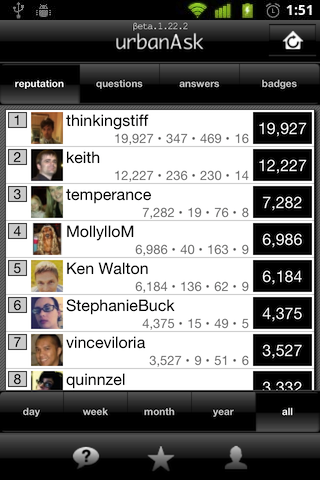 1:51
βeta.1.22.2
urbanAsk
reputation questions answers badges
1 thinkingstiff 19,927
19,927 • 347 • 469 • 16
2 keith 12,227
12,227 • 236 • 230 • 14
3 temperance 7,282
7,282 • 19 • 76 • 8
4 MollylloM 6,986
6,986 • 40 • 163 • 9
5 Ken Walton 6,184
6,184 • 136 • 62 • 9
6 StephanieBuck 4,375
4,375 • 15 • 49 • 5
7 vinceviloria 3,527
3,527 • 9 • 51 • 6
8 quinnzel 3,332
day week month year all